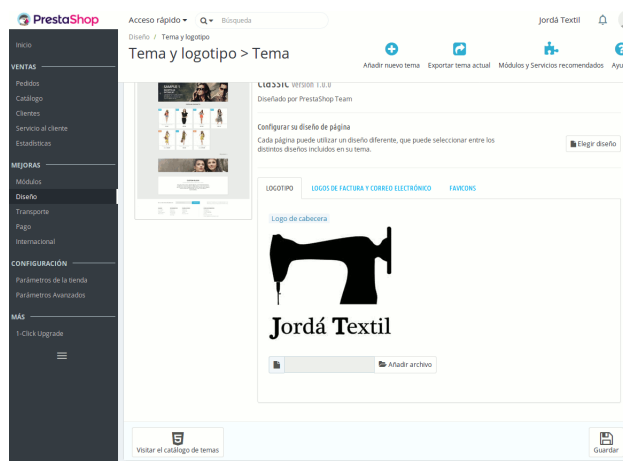 PrestaShop
Acceso rápido
Búsqueda
Jordá Textil
Inicio
VENTAS
Pedidos
Catálogo
Clientes
Servicio al cliente
Estadísticas
MEJORAS
Módulos
Diseño
Transporte
Pago
Internacional
CONFIGURACIÓN
Parámetros de la tienda
Parámetros Avanzados
MÁS
1-Click Upgrade
Diseño / Tema y logotipo
Tema y logotipo > Tema
Añadir nuevo tema
Exportar tema actual
Módulos y Servicios recomendados
Ayu
classic version 1.0.0
Diseñado por PrestaShop Team
Configurar su diseño de página
Cada página puede utilizar un diseño diferente, que puede seleccionar entre los
distintos diseños incluidos en su tema.
Elegir diseño
LOGOTIPO
LOGOS DE FACTURA Y CORREO ELECTRÓNICO
FAVICONS
Logo de cabecera
Jordá Textil
Añadir archivo
Visitar el catálogo de temas
Guardar